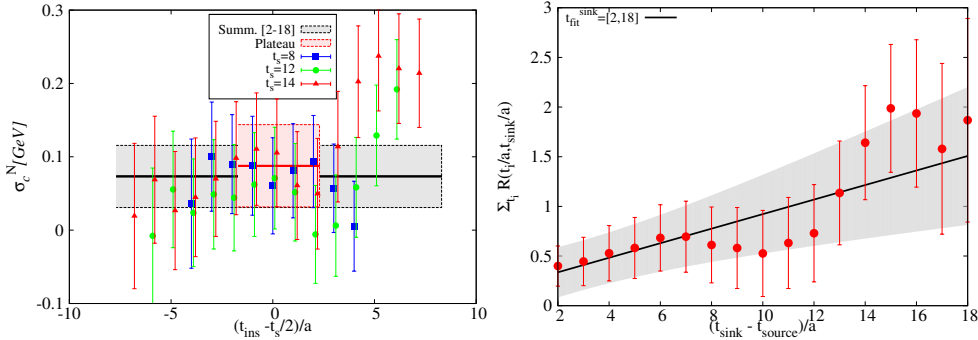 Summ. [2-18]
Plateau
t_s=8
t_s=12
t_s=14
σ_c^N[GeV]
0.3
0.2
0.1
0
-0.1
-10
-5
0
5
10
(t_ins -t_s/2)/a
t_fit^sink=[2,18]
Σ_{t_i} R(t_i/a,t_sink/a)
3
2.5
2
1.5
1
0.5
0
2
4
6
8
10
12
14
16
18
(t_sink - t_source)/a